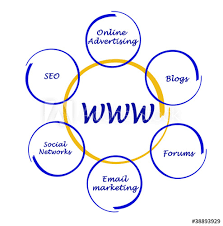 Online
Advertising
SEO
Blogs
WWW
Social
Networks
Forums
Email
marketing
#38893929